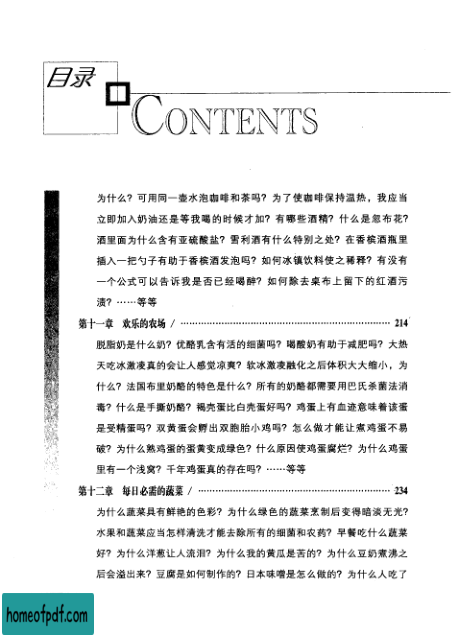 目录
CONTENTS
为什么？可用同一壶水泡咖啡和茶吗？为了使咖啡保持温热，我应当
立即加入奶油还是等我喝的时候才加？有哪些酒精？什么是忽布花？
酒里面为什么含有亚硫酸盐？雪利酒有什么特别之处？在香槟酒瓶里
插入一把勺子有助于香槟酒发泡吗？如何冰镇饮料使之稀释？有没有
一个公式可以告诉我是否已经喝醉？如何除去桌布上留下的红酒污
渍？……等等
第十一章 欢乐的农场 / …………………………………………… 214
脱脂奶是什么奶？优酪乳含有活的细菌吗？喝酸奶有助于减肥吗？大热
天吃冰激凌真的会让人感觉凉爽？软冰激凌融化之后体积大大缩小，为
什么？法国布里奶酪的特色是什么？所有的奶酪都需要用巴氏杀菌法消
毒？什么是手撕奶酪？褐壳蛋比白壳蛋好吗？鸡蛋上有血迹意味着该蛋
是受精蛋吗？双黄蛋会孵出双胞胎小鸡吗？怎么做才能让煮鸡蛋不易
破？为什么熟鸡蛋的蛋黄变成绿色？什么原因使鸡蛋腐烂？为什么鸡蛋
里有一个浅窝？千年鸡蛋真的存在吗？……等等
第十二章 每日必需的蔬菜 / ……………………………………… 234
为什么蔬菜具有鲜艳的色彩？为什么绿色的蔬菜烹制后变得暗淡无光？
水果和蔬菜应当怎样清洗才能去除所有的细菌和农药？早餐吃什么蔬菜
好？为什么洋葱让人流泪？为什么我的黄瓜是苦的？为什么豆奶煮沸之
后会溢出来？豆腐是如何制作的？日本味噌是怎么做的？为什么人吃了
homeofpdf.com